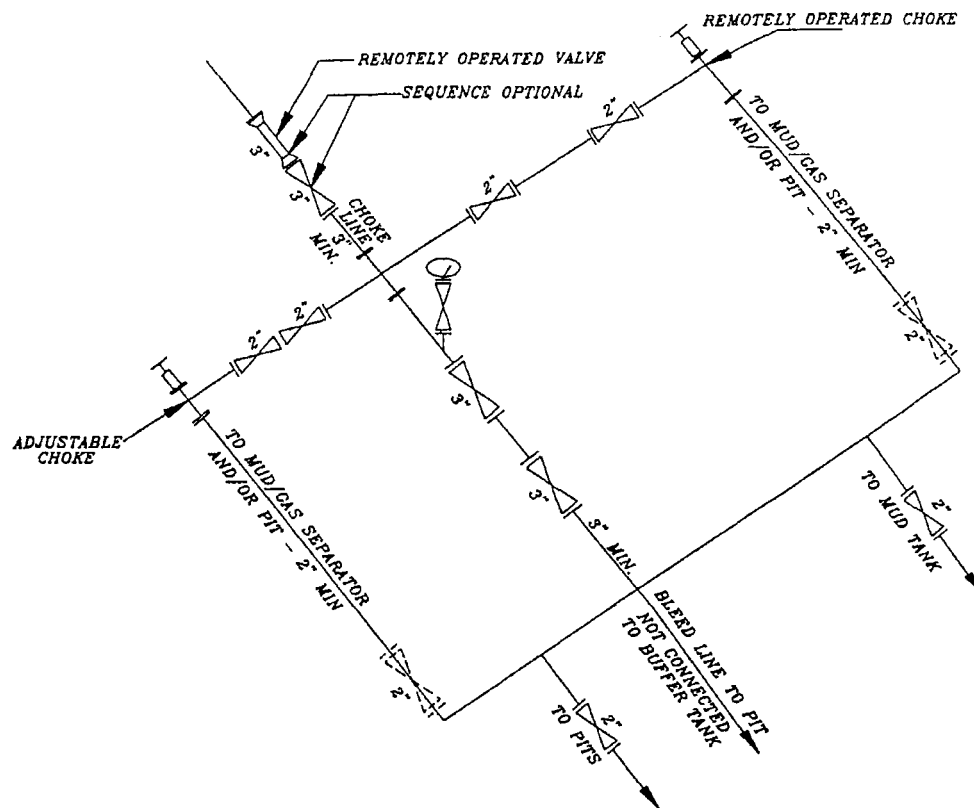 REMOTELY OPERATED CHOKE
REMOTELY OPERATED VALVE
SEQUENCE OPTIONAL
3"
3"
CHOKE
LINE
3"
MIN.
2"
2"
TO MUD/GAS SEPARATOR
AND/OR PIT - 2" MIN
2"
2"
2"
3"
ADJUSTABLE
CHOKE
TO MUD/GAS SEPARATOR
AND/OR PIT - 2" MIN
3"
3" MIN.
2"
TO MUD
TANK
BLEED LINE TO PIT
NOT CONNECTED
TO BUFFER TANK
2"
2"
TO PITS